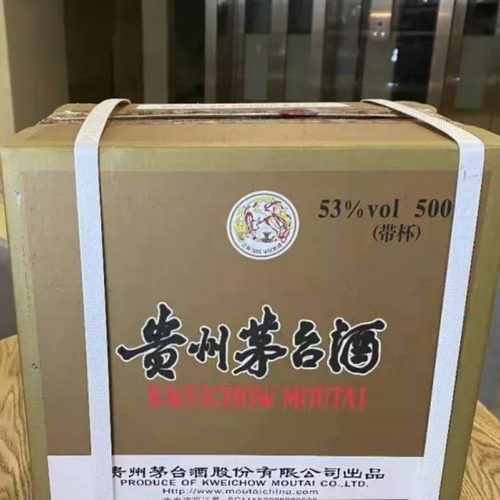 53%vol 500
(带杯)
贵州茅台酒
KWEICHOW MOUTAI
贵州茅台酒股份有限公司出品
PRODUCE OF KWEICHOW MOUTAI CO.,LTD.
Http://www.moutaichina.com